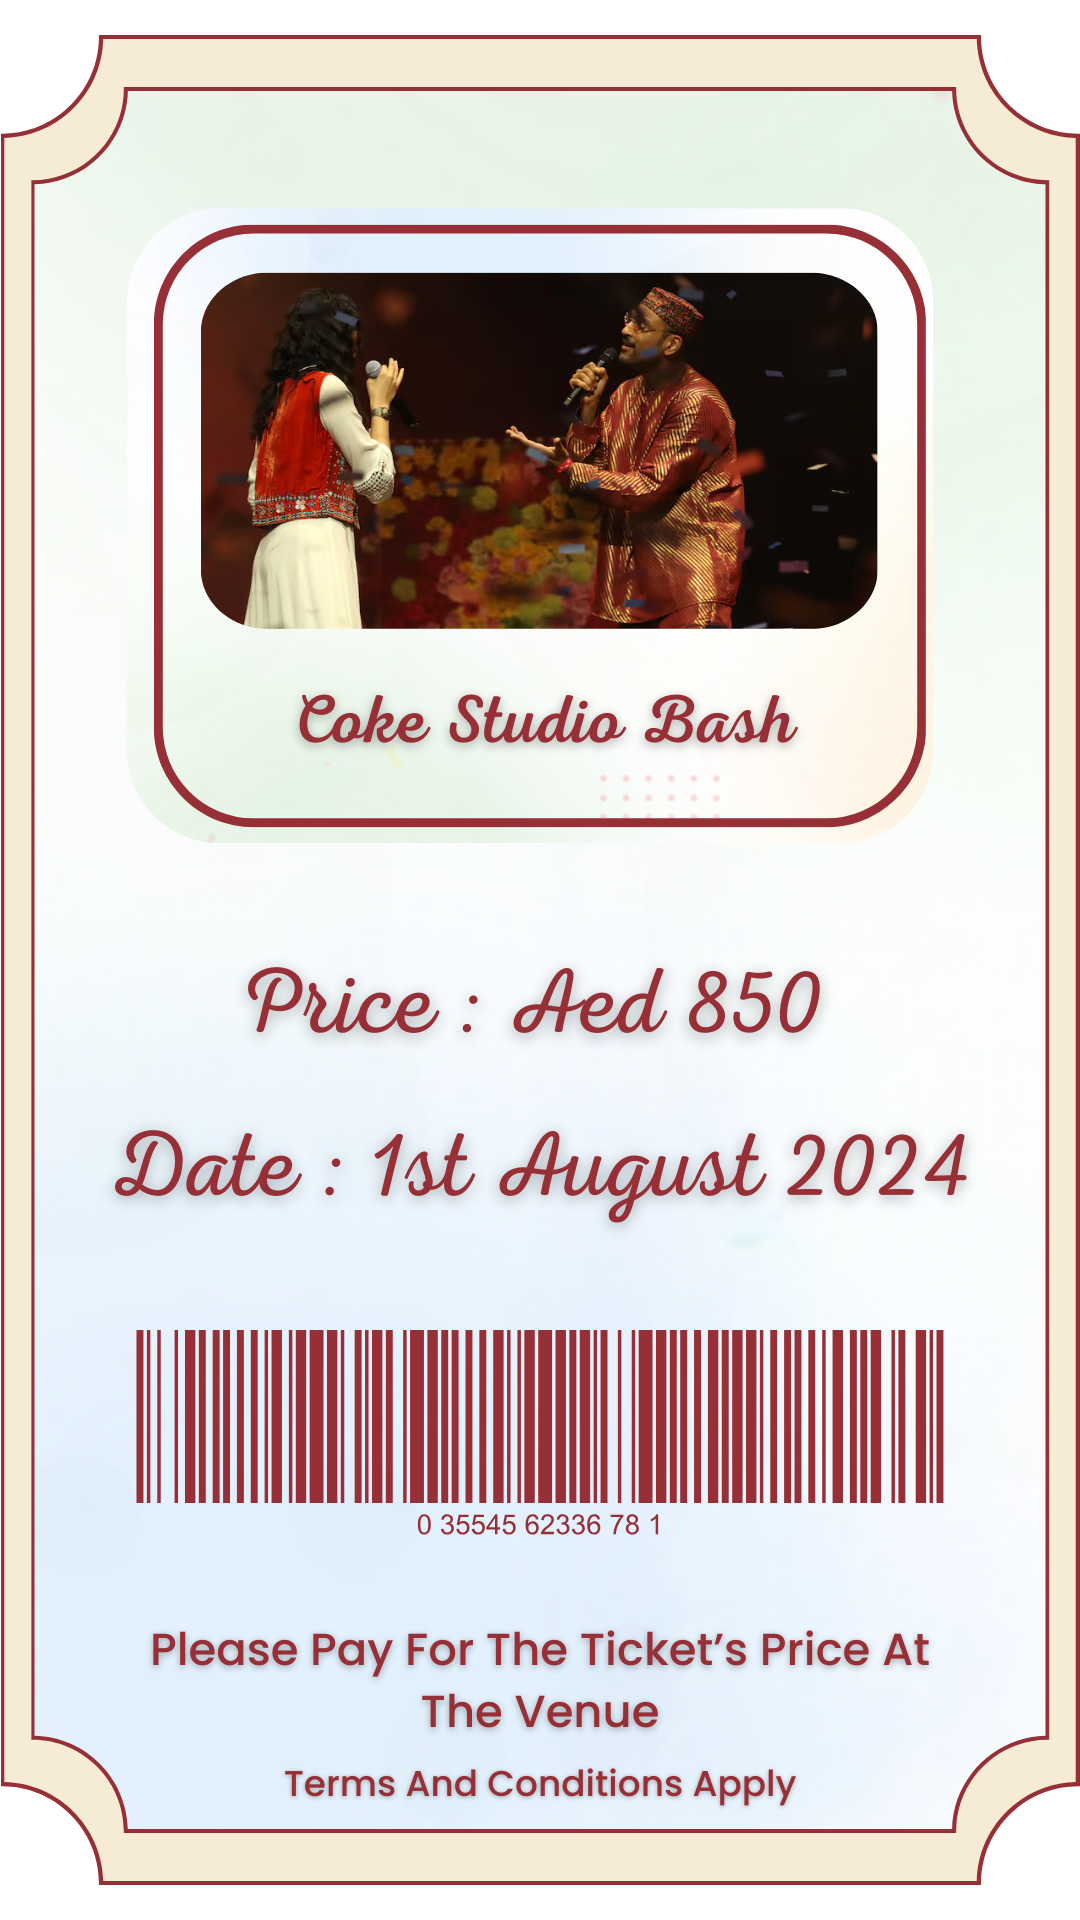 Coke Studio Bash
Price : Aed 850
Date : 1st August 2024
0 35545 62336 78 1
Please Pay For The Ticket’s Price At
The Venue
Terms And Conditions Apply